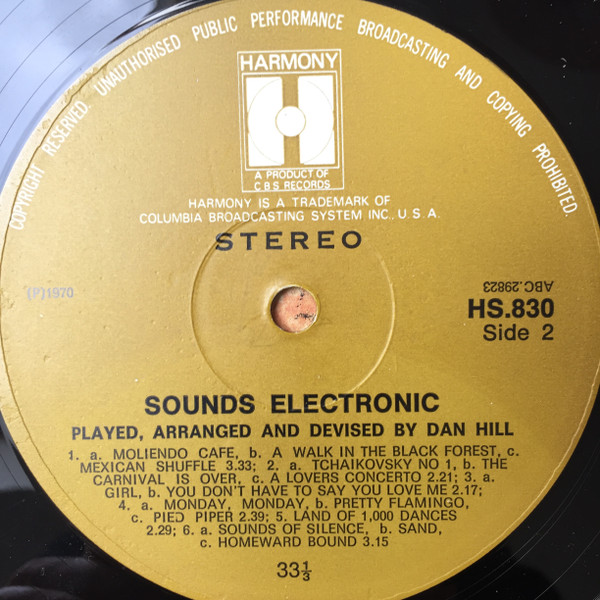 COPYRIGHT RESERVED. UNAUTHORISED PUBLIC PERFORMANCE BROADCASTING AND COPYING PROHIBITED.
HARMONY
H
A PRODUCT OF
CBS RECORDS
HARMONY IS A TRADEMARK OF
COLUMBIA BROADCASTING SYSTEM INC., U.S.A.
STEREO
(P)1970
ABC.29823
HS.830
Side 2
SOUNDS ELECTRONIC
PLAYED, ARRANGED AND DEVISED BY DAN HILL
1. a. MOLIENDO CAFE, b. A WALK IN THE BLACK FOREST, c.
MEXICAN SHUFFLE 3.33; 2. a. TCHAIKOVSKY NO 1, b. THE
CARNIVAL IS OVER, c. A LOVERS CONCERTO 2.21; 3. a.
GIRL, b. YOU DON'T HAVE TO SAY YOU LOVE ME 2.17;
4. a. MONDAY, MONDAY, b. PRETTY FLAMINGO,
c. PIED PIPER 2.39; 5. LAND OF 1,000 DANCES
2.29; 6. a. SOUNDS OF SILENCE, b. SAND,
c. HOMEWARD BOUND 3.15
33⅓